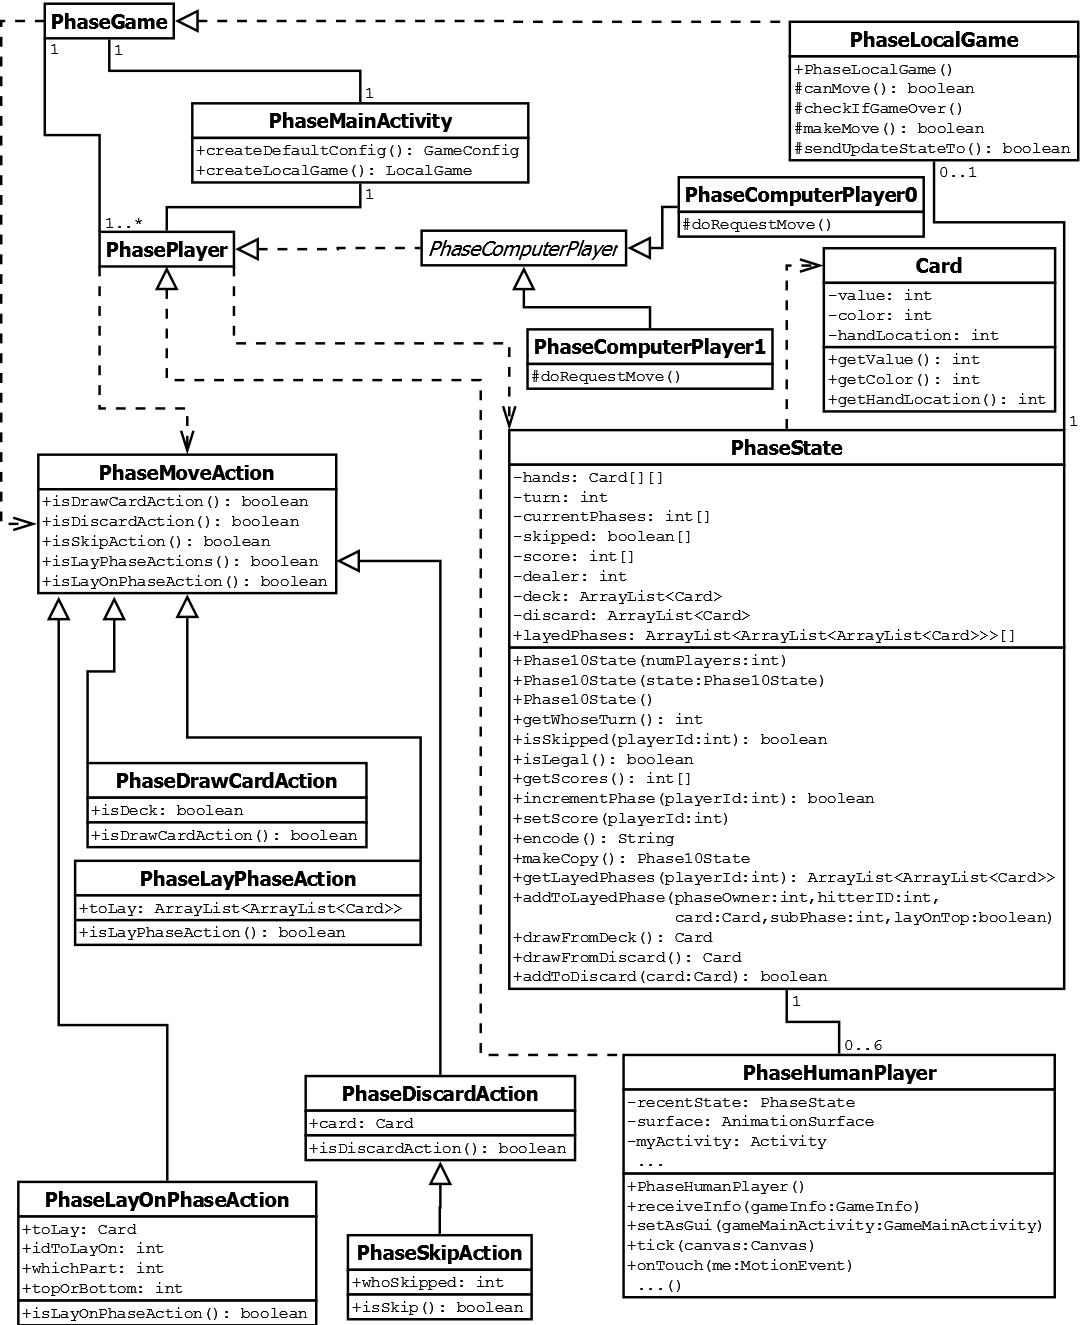 PhaseGame
1
1
PhaseLocalGame
+PhaseLocalGame()
#canMove(): boolean
#checkIfGameOver()
#makeMove(): boolean
#sendUpdateStateTo(): boolean
0..1
1
PhaseMainActivity
+createDefaultConfig(): GameConfig
+createLocalGame(): LocalGame
1
1..*
PhasePlayer
PhaseComputerPlayer
PhaseComputerPlayer0
#doRequestMove()
PhaseComputerPlayer1
#doRequestMove()
Card
-value: int
-color: int
-handLocation: int
+getValue(): int
+getColor(): int
+getHandLocation(): int
1
PhaseMoveAction
+isDrawCardAction(): boolean
+isDiscardAction(): boolean
+isSkipAction(): boolean
+isLayPhaseActions(): boolean
+isLayOnPhaseAction(): boolean
PhaseState
-hands: Card[][]
-turn: int
-currentPhases: int[]
-skipped: boolean[]
-score: int[]
-dealer: int
-deck: ArrayList<Card>
-discard: ArrayList<Card>
+layedPhases: ArrayList<ArrayList<ArrayList<Card>>>[]
+Phase10State(numPlayers:int)
+Phase10State(state:Phase10State)
+Phase10State()
+getWhoseTurn(): int
+isSkipped(playerId:int): boolean
+isLegal(): boolean
+getScores(): int[]
+incrementPhase(playerId:int): boolean
+setScore(playerId:int)
+encode(): String
+makeCopy(): Phase10State
+getLayedPhases(playerId:int): ArrayList<ArrayList<Card>>
+addToLayedPhase(phaseOwner:int,hitterID:int,
card:Card,subPhase:int,layOnTop:boolean)
+drawFromDeck(): Card
+drawFromDiscard(): Card
+addToDiscard(card:Card): boolean
1
0..6
PhaseDrawCardAction
+isDeck: boolean
+isDrawCardAction(): boolean
PhaseLayPhaseAction
+toLay: ArrayList<ArrayList<Card>>
+isLayPhaseAction(): boolean
PhaseHumanPlayer
-recentState: PhaseState
-surface: AnimationSurface
-myActivity: Activity
...
+PhaseHumanPlayer()
+receiveInfo(gameInfo:GameInfo)
+setAsGui(gameMainActivity:GameMainActivity)
+tick(canvas:Canvas)
+onTouch(me:MotionEvent)
...()
PhaseDiscardAction
+card: Card
+isDiscardAction(): boolean
PhaseLayOnPhaseAction
+toLay: Card
+idToLayOn: int
+whichPart: int
+topOrBottom: int
+isLayOnPhaseAction(): boolean
PhaseSkipAction
+whoSkipped: int
+isSkip(): boolean